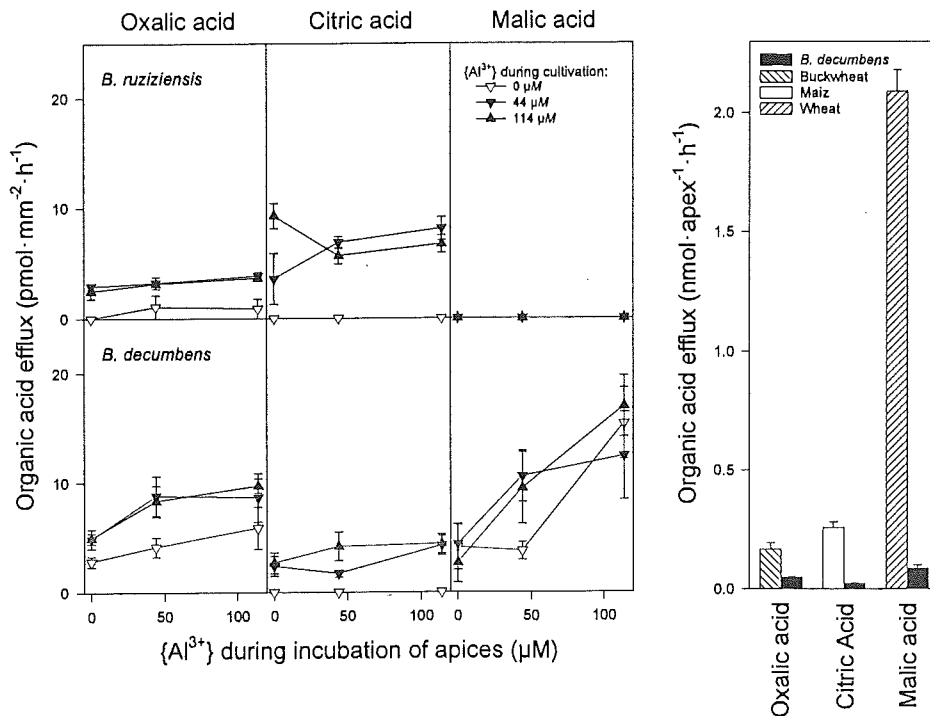 Oxalic acid
Citric acid
Malic acid
Organic acid efflux (pmol·mm⁻²·h⁻¹)
20
10
0
B. ruziziensis
{Al³⁺} during cultivation:
0 µM
44 µM
114 µM
20
10
0
B. decumbens
0 50 100 0 50 100 0 50 100
{Al³⁺} during incubation of apices (µM)
Organic acid efflux (nmol·apex⁻¹·h⁻¹)
2.0
1.5
1.0
0.5
0.0
B. decumbens
Buckwheat
Maiz
Wheat
Oxalic acid
Citric Acid
Malic acid